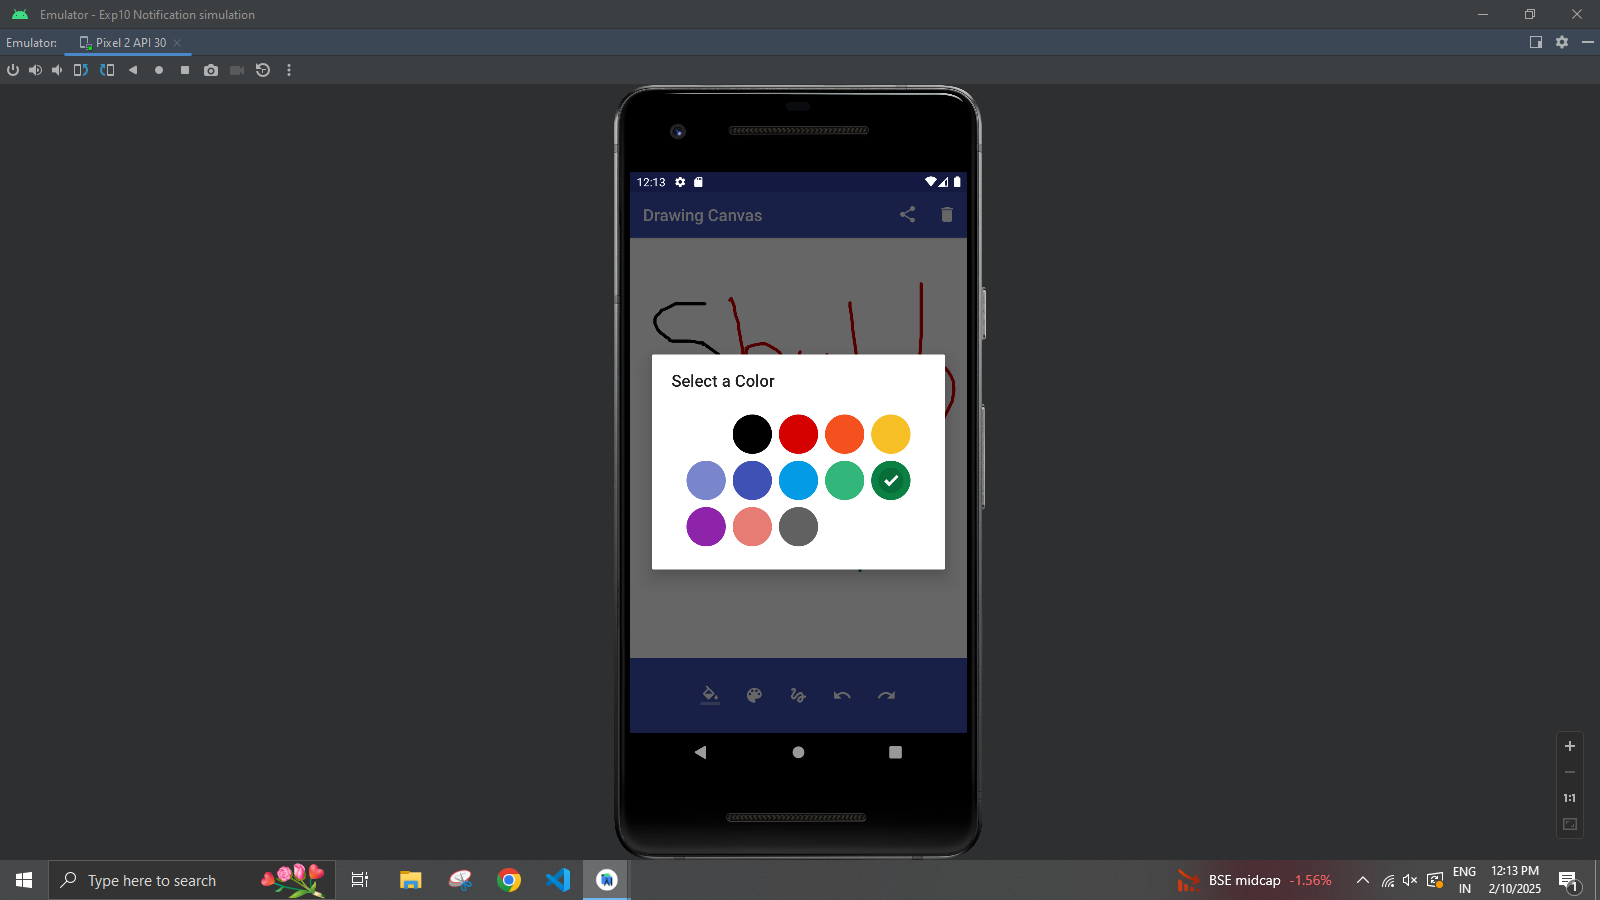 Emulator - Exp10 Notification simulation
Emulator: Pixel 2 API 30
12:13
Drawing Canvas
Select a Color
1:1
Type here to search
BSE midcap -1.56%
ENG
IN
12:13 PM
2/10/2025
1